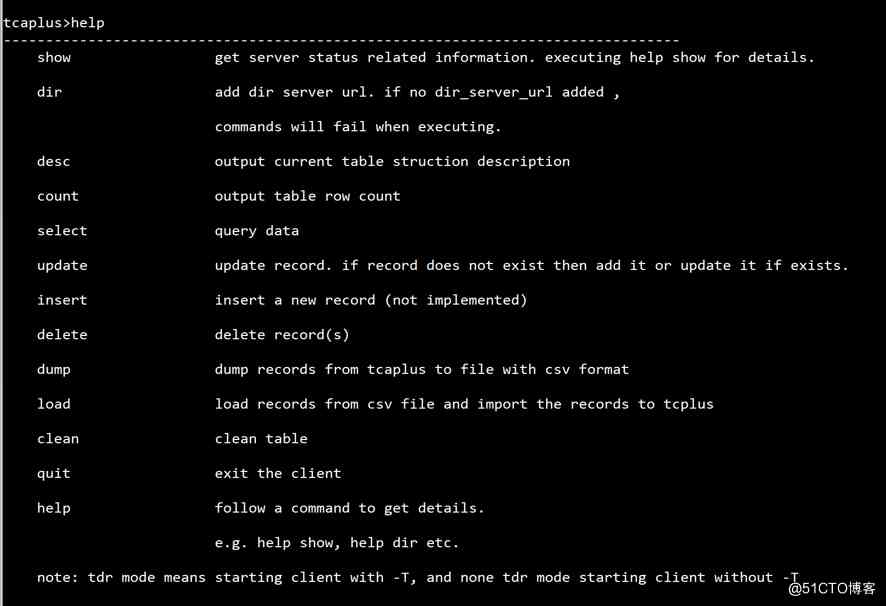 tcaplus>help
--------------------------------------------------------------------------------
show get server status related information. executing help show for details.
dir add dir server url. if no dir_server_url added ,
commands will fail when executing.
desc output current table struction description
count output table row count
select query data
update update record. if record does not exist then add it or update it if exists.
insert insert a new record (not implemented)
delete delete record(s)
dump dump records from tcaplus to file with csv format
load load records from csv file and import the records to tcplus
clean clean table
quit exit the client
help follow a command to get details.
e.g. help show, help dir etc.
note: tdr mode means starting client with -T, and none tdr mode starting client without -T
@51CTO博客